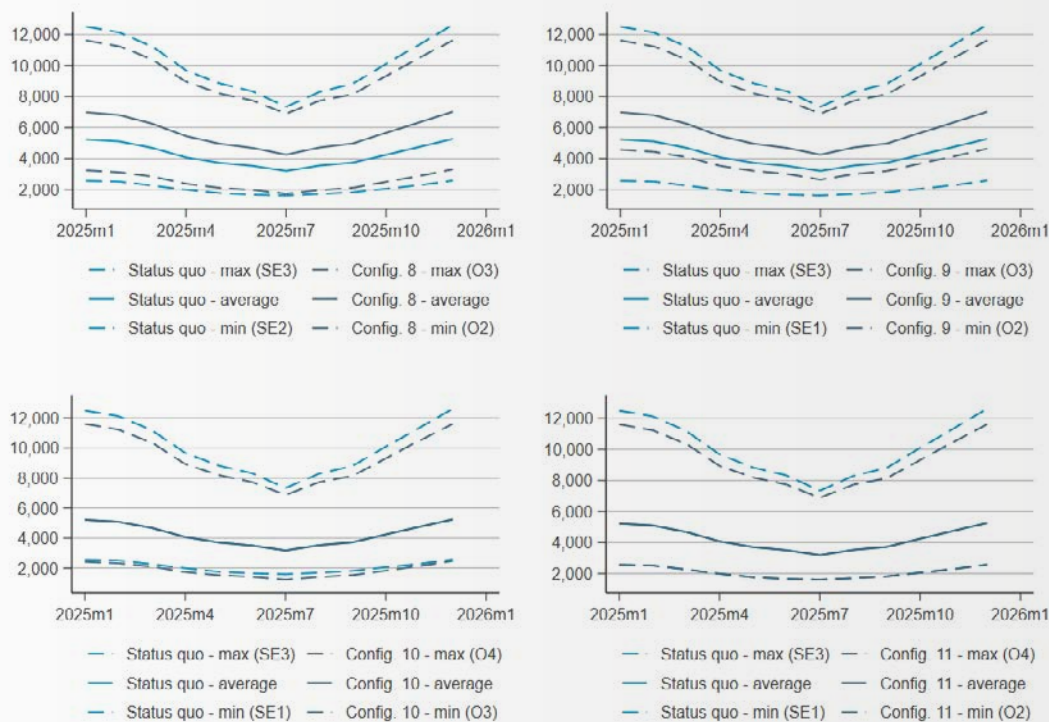 12,000
10,000
8,000
6,000
4,000
2,000
2025m1 2025m4 2025m7 2025m10 2026m1
Status quo - max (SE3) Config. 8 - max (O3)
Status quo - average Config. 8 - average
Status quo - min (SE2) Config. 8 - min (O2)
12,000
10,000
8,000
6,000
4,000
2,000
2025m1 2025m4 2025m7 2025m10 2026m1
Status quo - max (SE3) Config. 9 - max (O3)
Status quo - average Config. 9 - average
Status quo - min (SE1) Config. 9 - min (O2)
12,000
10,000
8,000
6,000
4,000
2,000
2025m1 2025m4 2025m7 2025m10 2026m1
Status quo - max (SE3) Config. 10 - max (O4)
Status quo - average Config. 10 - average
Status quo - min (SE1) Config. 10 - min (O3)
12,000
10,000
8,000
6,000
4,000
2,000
2025m1 2025m4 2025m7 2025m10 2026m1
Status quo - max (SE3) Config. 11 - max (O4)
Status quo - average Config. 11 - average
Status quo - min (SE1) Config. 11 - min (O2)